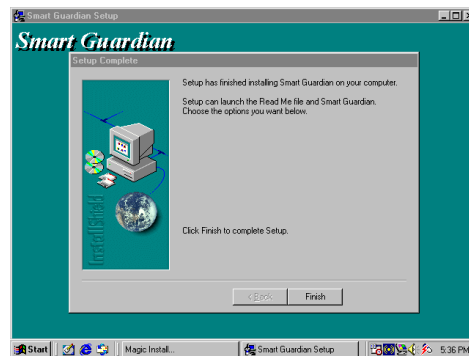 Smart Guardian Setup
Smart Guardian
Setup Complete
Setup has finished installing Smart Guardian on your computer.
Setup can launch the Read Me file and Smart Guardian.
Choose the options you want below.
InstallShield
Click Finish to complete Setup.
< Back
Finish
Start
Magic Install...
Smart Guardian Setup
5:36 PM